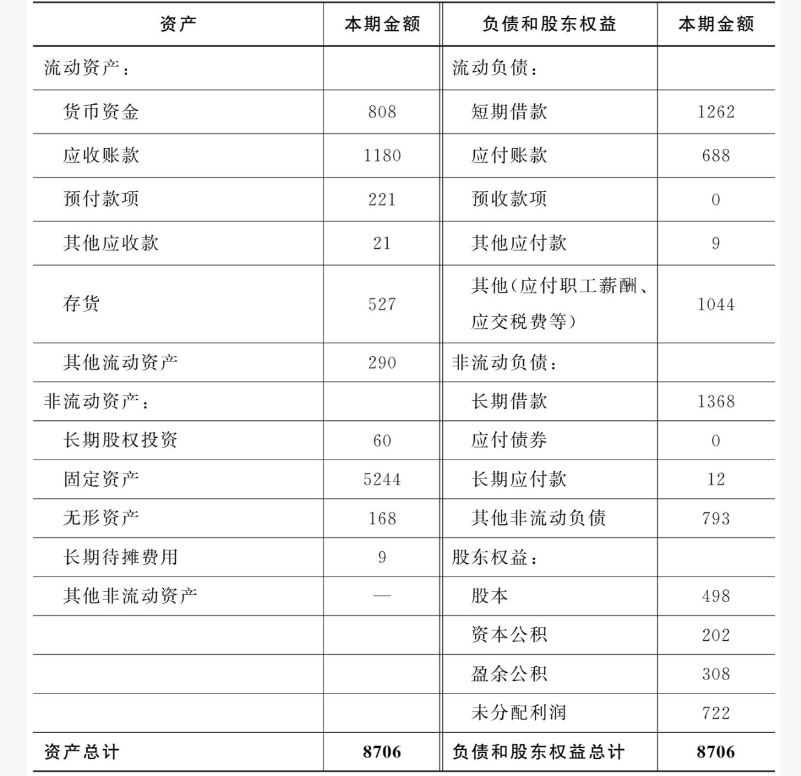 资产 本期金额 负债和股东权益 本期金额
流动资产： 流动负债：
货币资金 808 短期借款 1262
应收账款 1180 应付账款 688
预付款项 221 预收款项 0
其他应收款 21 其他应付款 9
存货 527 其他（应付职工薪酬、 1044
应交税费等）
其他流动资产 290 非流动负债：
非流动资产： 长期借款 1368
长期股权投资 60 应付债券 0
固定资产 5244 长期应付款 12
无形资产 168 其他非流动负债 793
长期待摊费用 9 股东权益：
其他非流动资产 — 股本 498
资本公积 202
盈余公积 308
未分配利润 722
资产总计 8706 负债和股东权益总计 8706